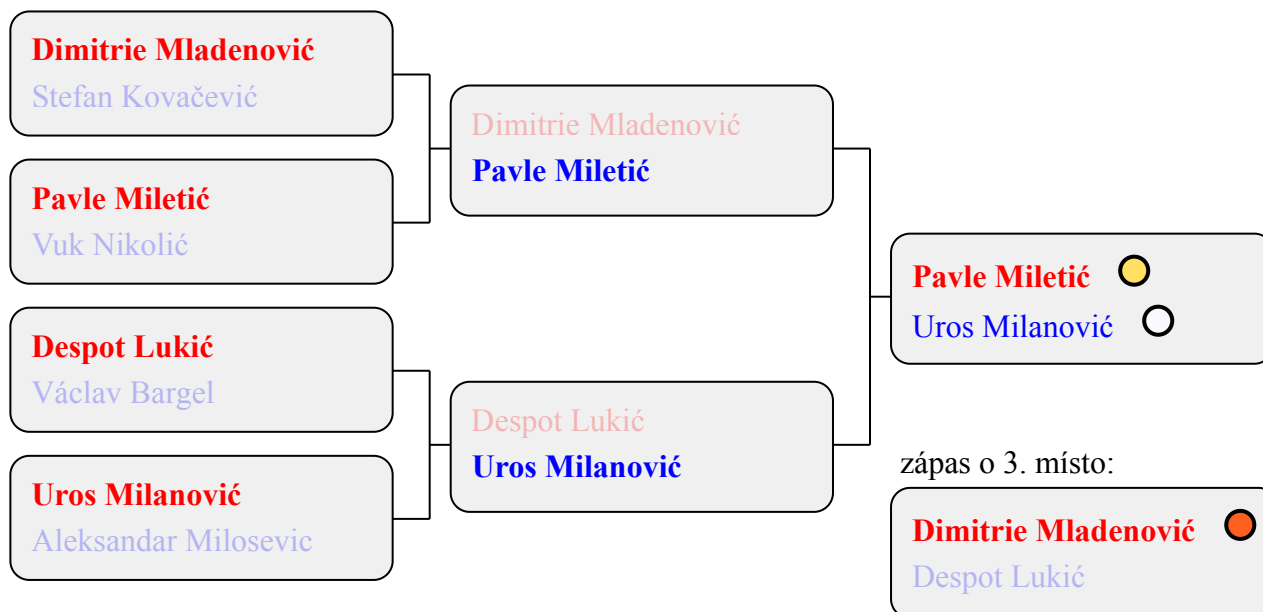 Dimitrie Mladenović
Stefan Kovačević
Pavle Miletić
Vuk Nikolić
Despot Lukić
Václav Bargel
Uros Milanović
Aleksandar Milosevic
Dimitrie Mladenović
Pavle Miletić
Despot Lukić
Uros Milanović
Pavle Miletić
Uros Milanović
zápas o 3. místo:
Dimitrie Mladenović
Despot Lukić